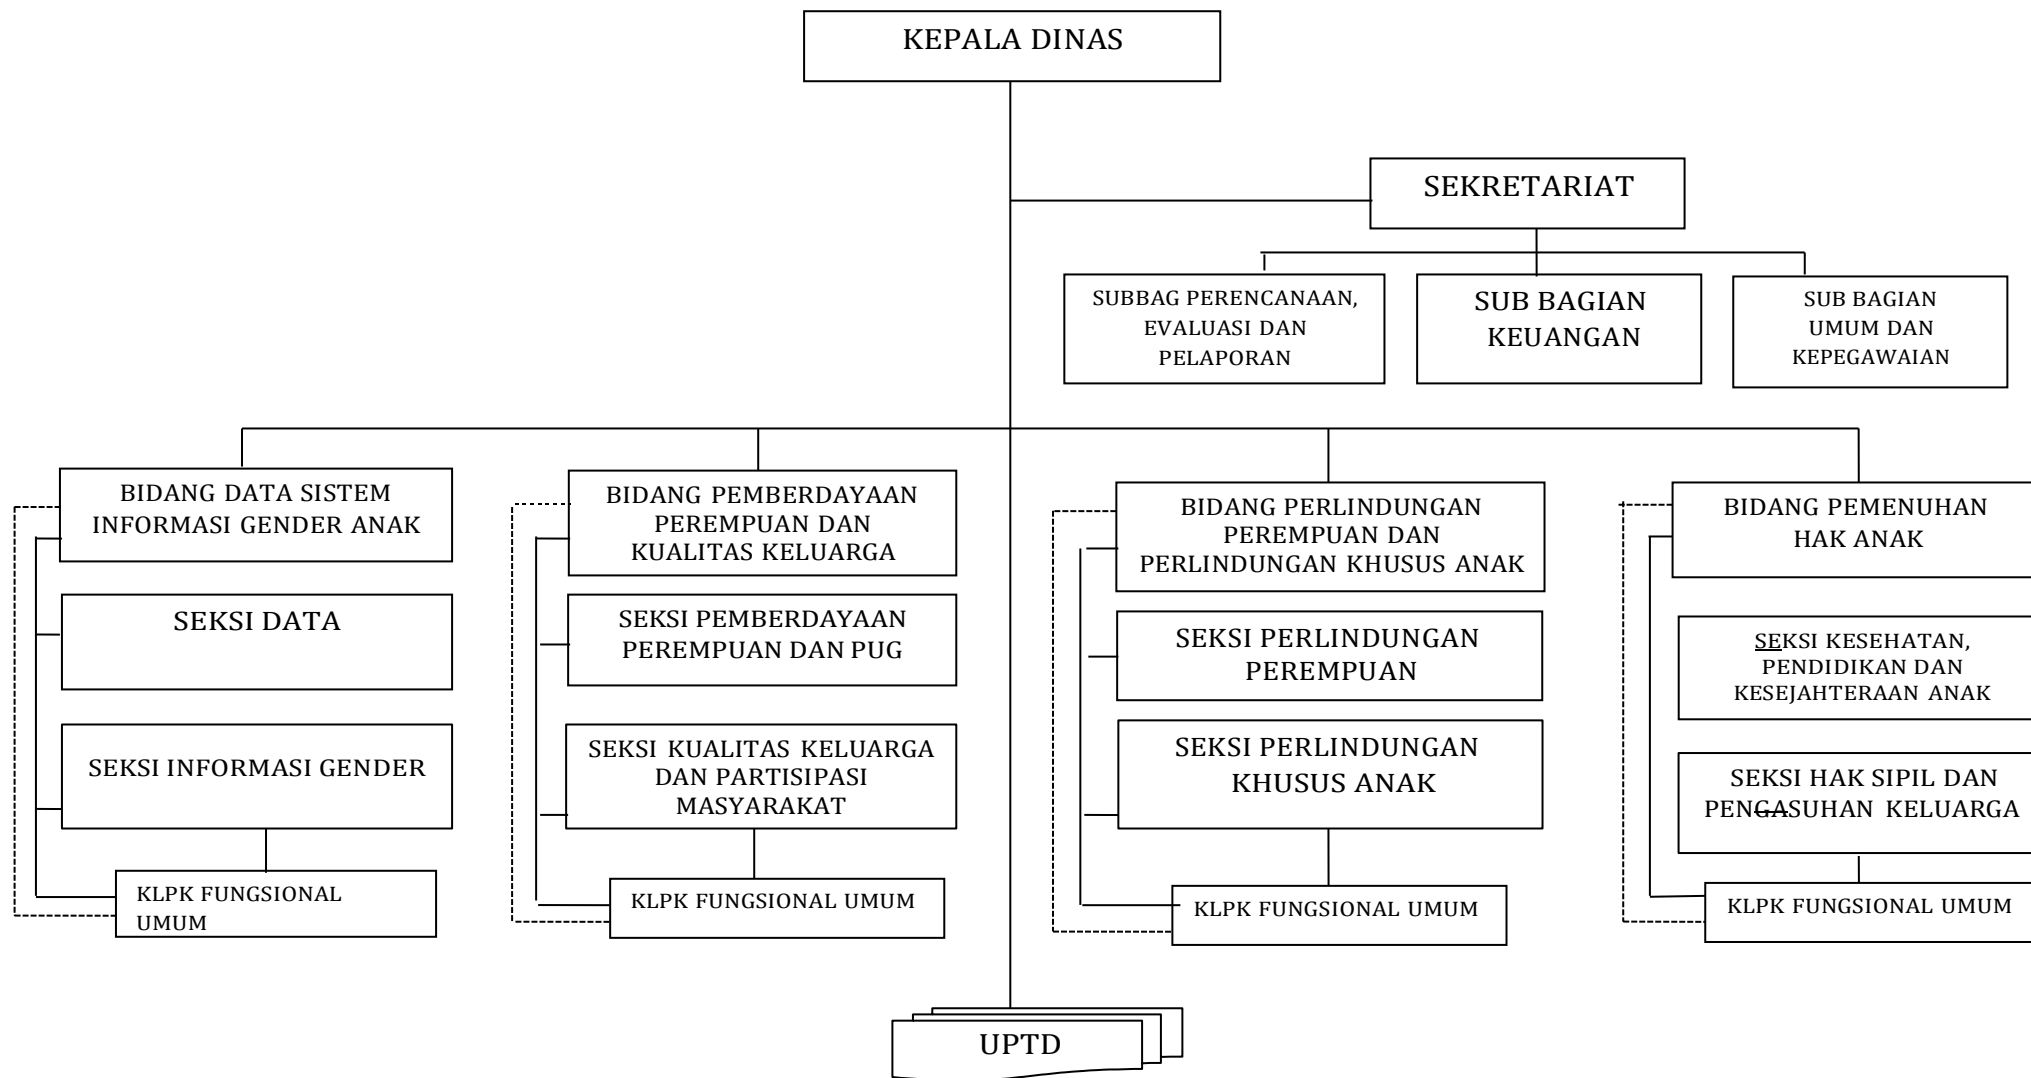 KEPALA DINAS
SEKRETARIAT
SUBBAG PERENCANAAN,
EVALUASI DAN
PELAPORAN
SUB BAGIAN
KEUANGAN
SUB BAGIAN
UMUM DAN
KEPEGAWAIAN
BIDANG DATA SISTEM
INFORMASI GENDER ANAK
SEKSI DATA
SEKSI INFORMASI GENDER
KLPK FUNGSIONAL
UMUM
BIDANG PEMBERDAYAAN
PEREMPUAN DAN
KUALITAS KELUARGA
SEKSI PEMBERDAYAAN
PEREMPUAN DAN PUG
SEKSI KUALITAS KELUARGA
DAN PARTISIPASI
MASYARAKAT
KLPK FUNGSIONAL UMUM
BIDANG PERLINDUNGAN
PEREMPUAN DAN
PERLINDUNGAN KHUSUS ANAK
SEKSI PERLINDUNGAN
PEREMPUAN
SEKSI PERLINDUNGAN
KHUSUS ANAK
KLPK FUNGSIONAL UMUM
BIDANG PEMENUHAN
HAK ANAK
SEKSI KESEHATAN,
PENDIDIKAN DAN
KESEJAHTERAAN ANAK
SEKSI HAK SIPIL DAN
PENGASUHAN KELUARGA
KLPK FUNGSIONAL UMUM
UPTD